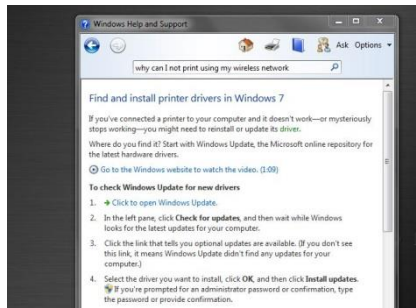 Windows Help and Support
Ask Options
why can I not print using my wireless network
Find and install printer drivers in Windows 7
If you've connected a printer to your computer and it doesn't work—or mysteriously
stops working—you might need to reinstall or update its driver.
Where do you find it? Start with Windows Update, the Microsoft online repository for
the latest hardware drivers.
Go to the Windows website to watch the video. (1:09)
To check Windows Update for new drivers
1. Click to open Windows Update.
2. In the left pane, click Check for updates, and then wait while Windows
looks for the latest updates for your computer.
3. Click the link that tells you optional updates are available. (If you don't see
this link, it means Windows Update didn't find any updates for your
computer.)
4. Select the driver you want to install, click OK, and then click Install updates.
If you're prompted for an administrator password or confirmation, type
the password or provide confirmation.